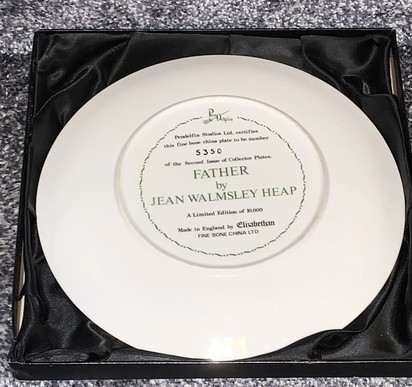 Pendelfin Studios Ltd. certifies
this fine bone china plate to be number
5350
of the Second Issue of Collector Plates.
FATHER
by
JEAN WALMSLEY HEAP
A Limited Edition of 10,000
Made in England by Elizabethan
FINE BONE CHINA LTD